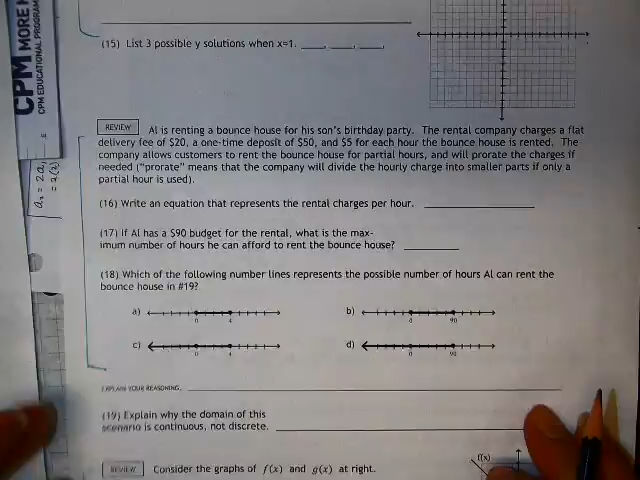 CPM MORE
CPM EDUCATIONAL PROGRAM
(15) List 3 possible y solutions when x=1. ____, ____, ____,
REVIEW Al is renting a bounce house for his son's birthday party. The rental company charges a flat
delivery fee of $20, a one-time deposit of $50, and $5 for each hour the bounce house is rented. The
company allows customers to rent the bounce house for partial hours, and will prorate the charges if
needed ("prorate" means that the company will divide the hourly charge into smaller parts if only a
partial hour is used).
(16) Write an equation that represents the rental charges per hour.
(17) If Al has a $90 budget for the rental, what is the max-
imum number of hours he can afford to rent the bounce house?
(18) Which of the following number lines represents the possible number of hours Al can rent the
bounce house in #19?
a) 0 4
b) 0 90
c) 0 4
d) 0 90
EXPLAIN YOUR REASONING.
(19) Explain why the domain of this
scenario is continuous, not discrete.
REVIEW Consider the graphs of f(x) and g(x) at right.
f(x)